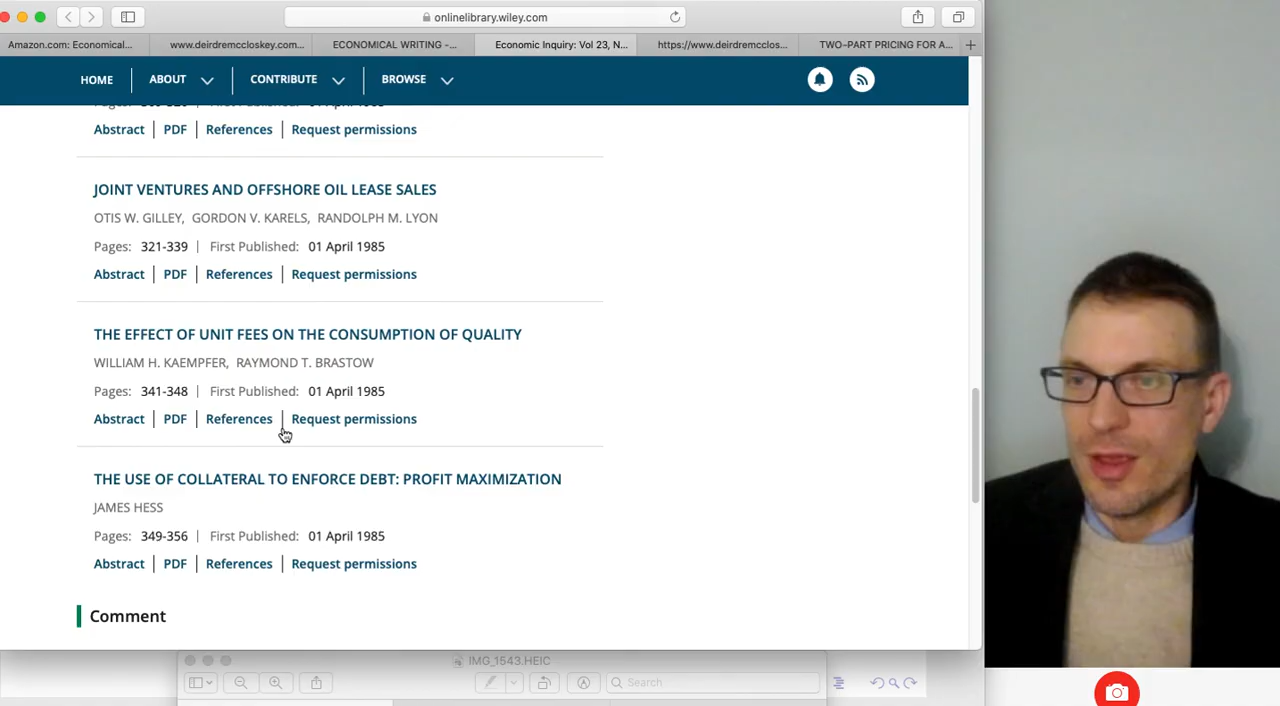 onlinelibrary.wiley.com
Amazon.com: Economical...
www.deirdremccloskey.com...
ECONOMICAL WRITING -...
Economic Inquiry: Vol 23, N...
https://www.deirdremcclos...
TWO-PART PRICING FOR A...
HOME
ABOUT
CONTRIBUTE
BROWSE
Abstract | PDF | References | Request permissions
JOINT VENTURES AND OFFSHORE OIL LEASE SALES
OTIS W. GILLEY, GORDON V. KARELS, RANDOLPH M. LYON
Pages: 321-339 | First Published: 01 April 1985
Abstract | PDF | References | Request permissions
THE EFFECT OF UNIT FEES ON THE CONSUMPTION OF QUALITY
WILLIAM H. KAEMPFER, RAYMOND T. BRASTOW
Pages: 341-348 | First Published: 01 April 1985
Abstract | PDF | References | Request permissions
THE USE OF COLLATERAL TO ENFORCE DEBT: PROFIT MAXIMIZATION
JAMES HESS
Pages: 349-356 | First Published: 01 April 1985
Abstract | PDF | References | Request permissions
Comment
IMG_1543.HEIC
Search